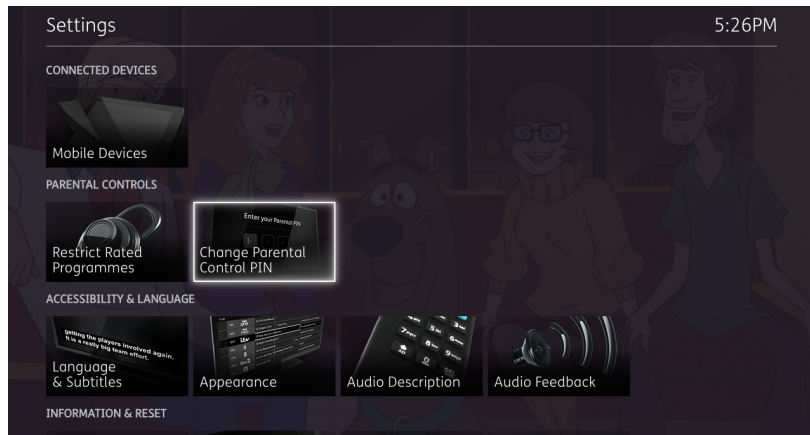 Settings
5:26PM
CONNECTED DEVICES
Mobile Devices
PARENTAL CONTROLS
Enter your Parental PIN
Restrict Rated
Programmes
Change Parental
Control PIN
ACCESSIBILITY & LANGUAGE
getting the players involved again.
It is a really big team effort.
Language
& Subtitles
Appearance
Audio Description
Audio Feedback
INFORMATION & RESET